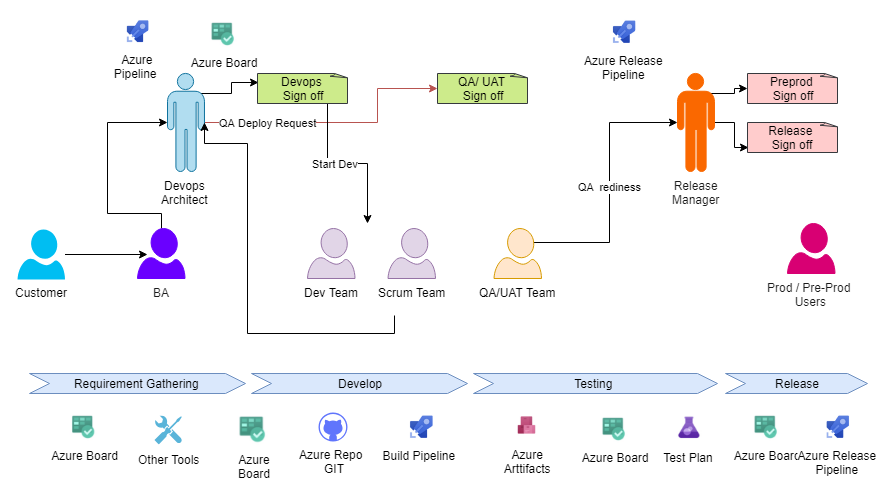 Azure
Pipeline
Azure Board
Azure Release
Pipeline
Devops
Sign off
QA/ UAT
Sign off
Preprod
Sign off
QA Deploy Request
Release
Sign off
Start Dev
Devops
Architect
QA  rediness
Release
Manager
Customer
BA
Dev Team
Scrum Team
QA/UAT Team
Prod / Pre-Prod
Users
Requirement Gathering
Develop
Testing
Release
Azure Board
Other Tools
Azure
Board
Azure Repo
GIT
Build Pipeline
Azure
Arttifacts
Azure Board
Test Plan
Azure Board
Azure Release
Pipeline